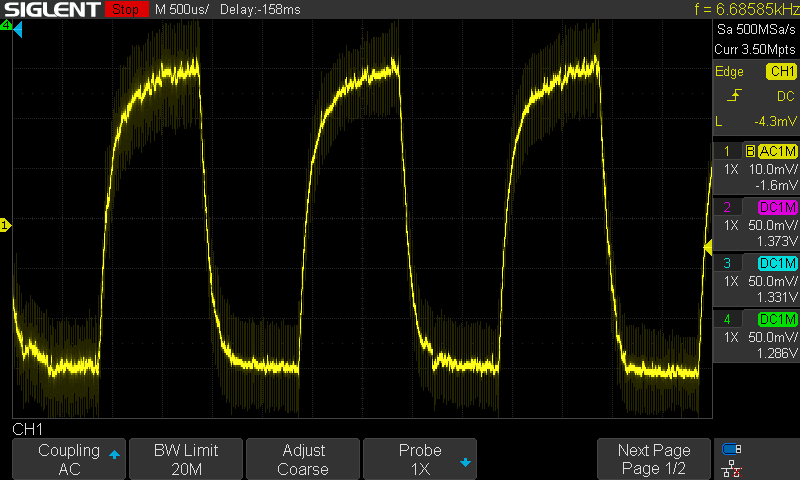 SIGLENT Stop M 500us/ Delay:-158ms f = 6.68585kHz
Sa 500MSa/s
Curr 3.50Mpts
Edge CH1
DC
L -4.3mV
1 B AC1M
1X 10.0mV/
-1.6mV
2 DC1M
1X 50.0mV/
1.373V
3 DC1M
1X 50.0mV/
1.331V
4 DC1M
1X 50.0mV/
1.286V
4
1
CH1
Coupling
AC
BW Limit
20M
Adjust
Coarse
Probe
1X
Next Page
Page 1/2